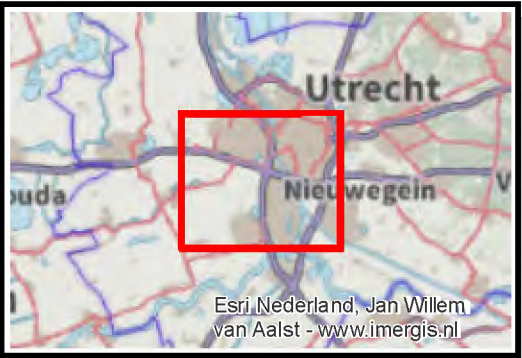 Utrecht
Nieuwegein
ouda
V
Esri Nederland, Jan Willem
van Aalst - www.imergis.nl